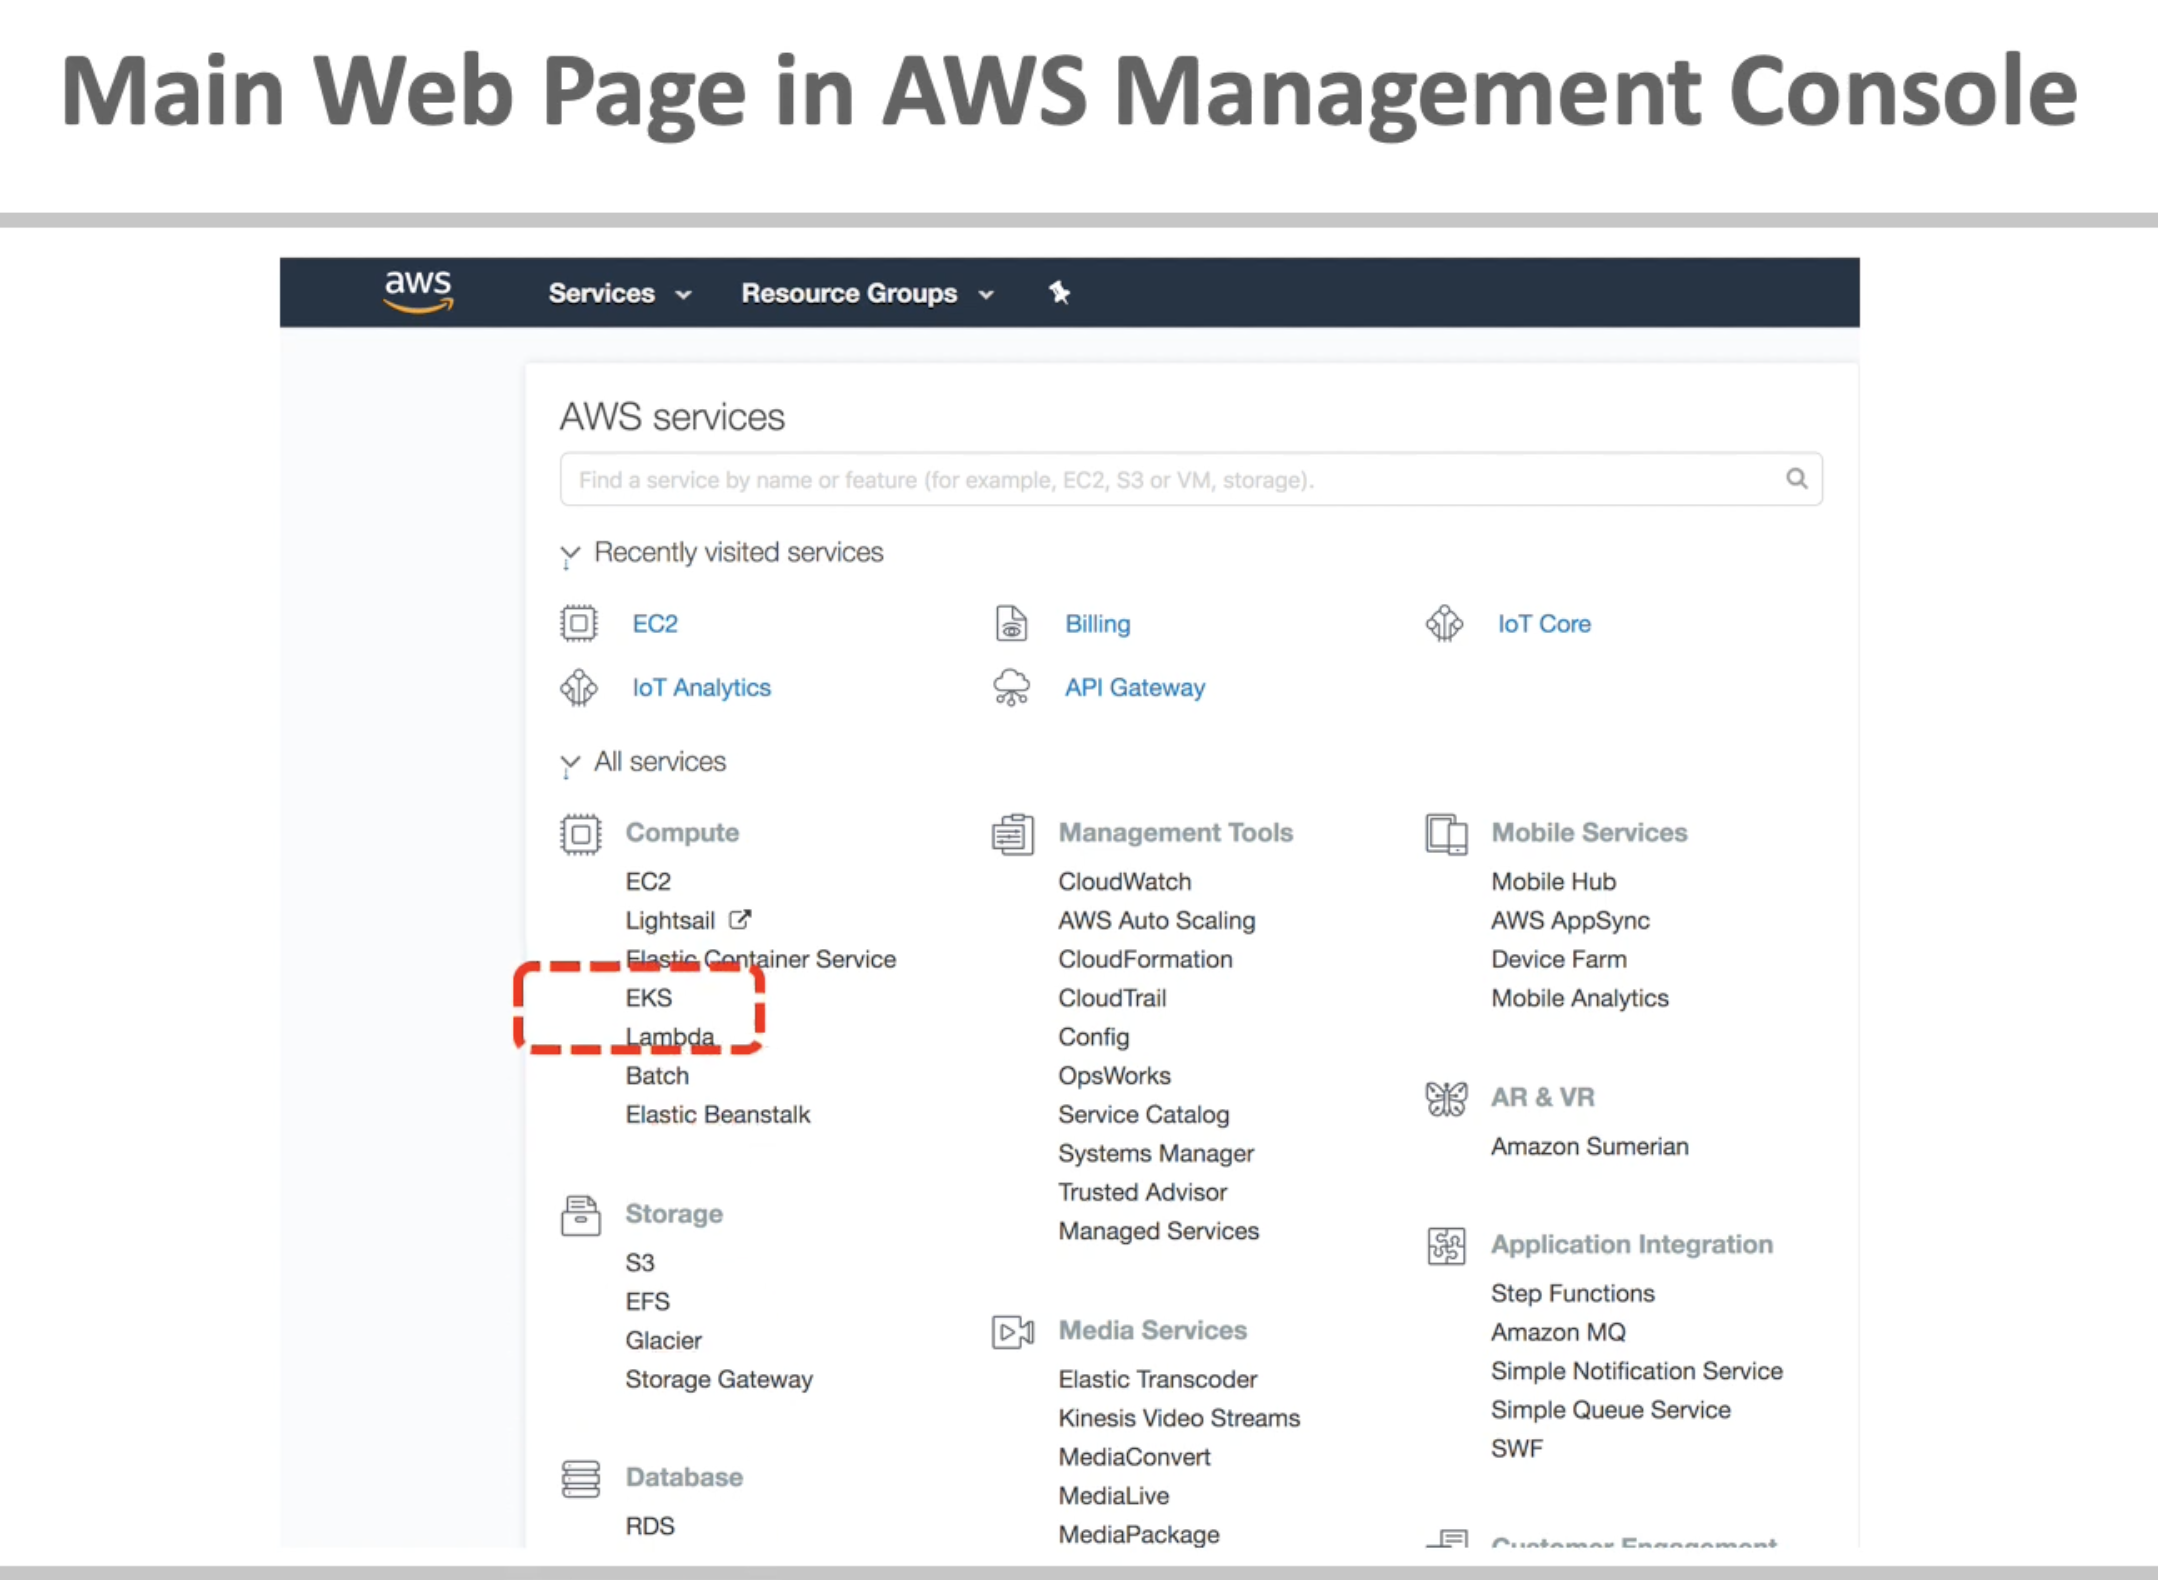 Main Web Page in AWS Management Console
aws
Services
Resource Groups
AWS services
Find a service by name or feature (for example, EC2, S3 or VM, storage).
Recently visited services
EC2
Billing
IoT Core
IoT Analytics
API Gateway
All services
Compute
EC2
Lightsail
Elastic Container Service
EKS
Lambda
Batch
Elastic Beanstalk
Storage
S3
EFS
Glacier
Storage Gateway
Database
RDS
Management Tools
CloudWatch
AWS Auto Scaling
CloudFormation
CloudTrail
Config
OpsWorks
Service Catalog
Systems Manager
Trusted Advisor
Managed Services
Media Services
Elastic Transcoder
Kinesis Video Streams
MediaConvert
MediaLive
MediaPackage
Mobile Services
Mobile Hub
AWS AppSync
Device Farm
Mobile Analytics
AR & VR
Amazon Sumerian
Application Integration
Step Functions
Amazon MQ
Simple Notification Service
Simple Queue Service
SWF
Customer Engagement